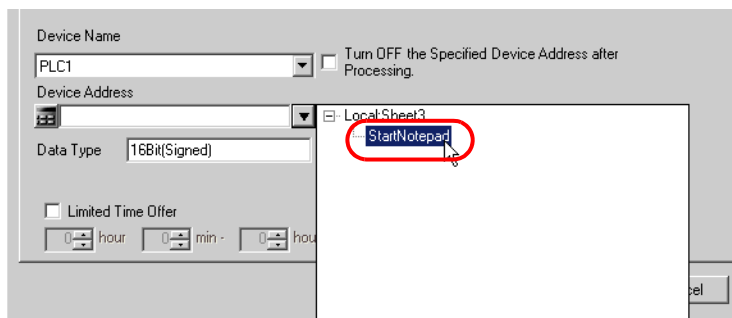 Device Name
PLC1
Turn OFF the Specified Device Address after
Processing.
Device Address
Local:Sheet3
StartNotepad
Data Type 16Bit(Signed)
Limited Time Offer
0 hour 0 min - 0 hou
cel